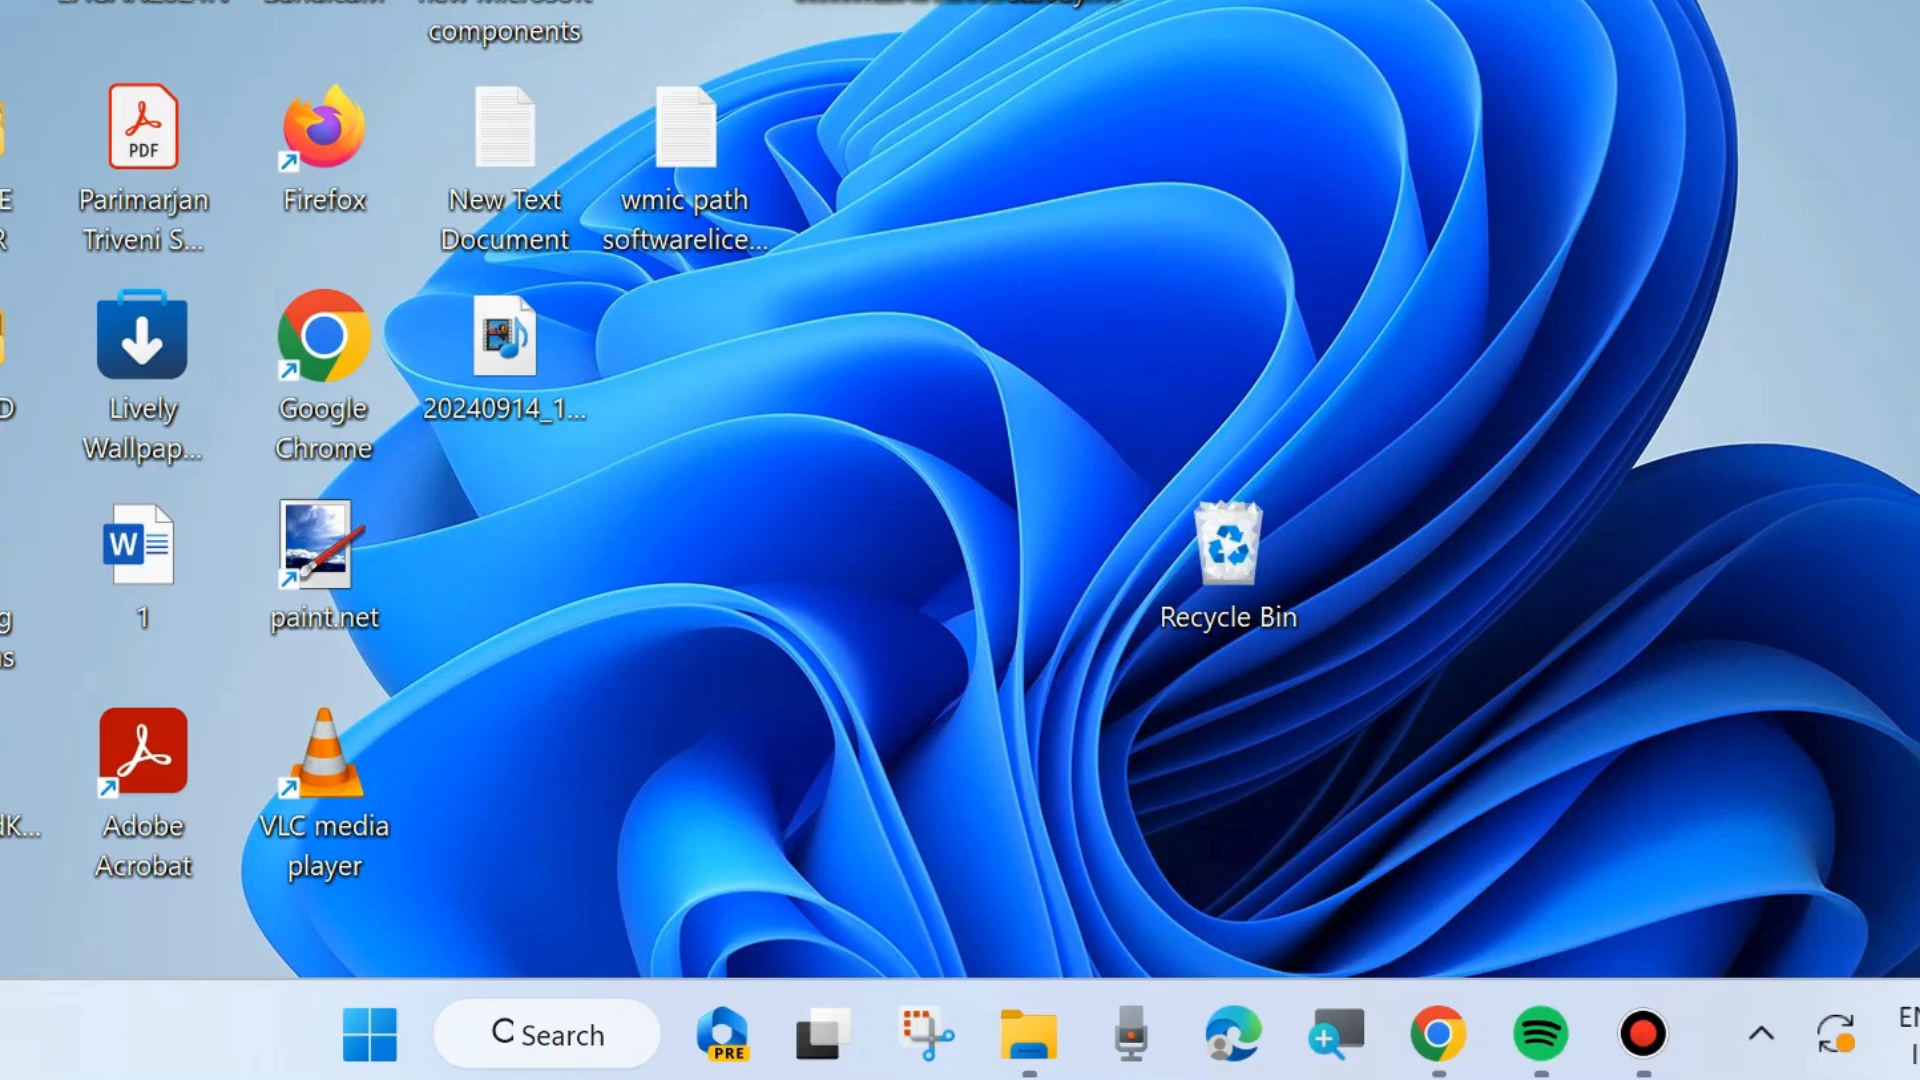 components
Parimarjan
Triveni S...
PDF
Firefox
New Text
Document
wmic path
softwarelice...
Lively
Wallpap...
Google
Chrome
20240914_1...
W
1
paint.net
Recycle Bin
Adobe
Acrobat
VLC media
player
Search
PRE